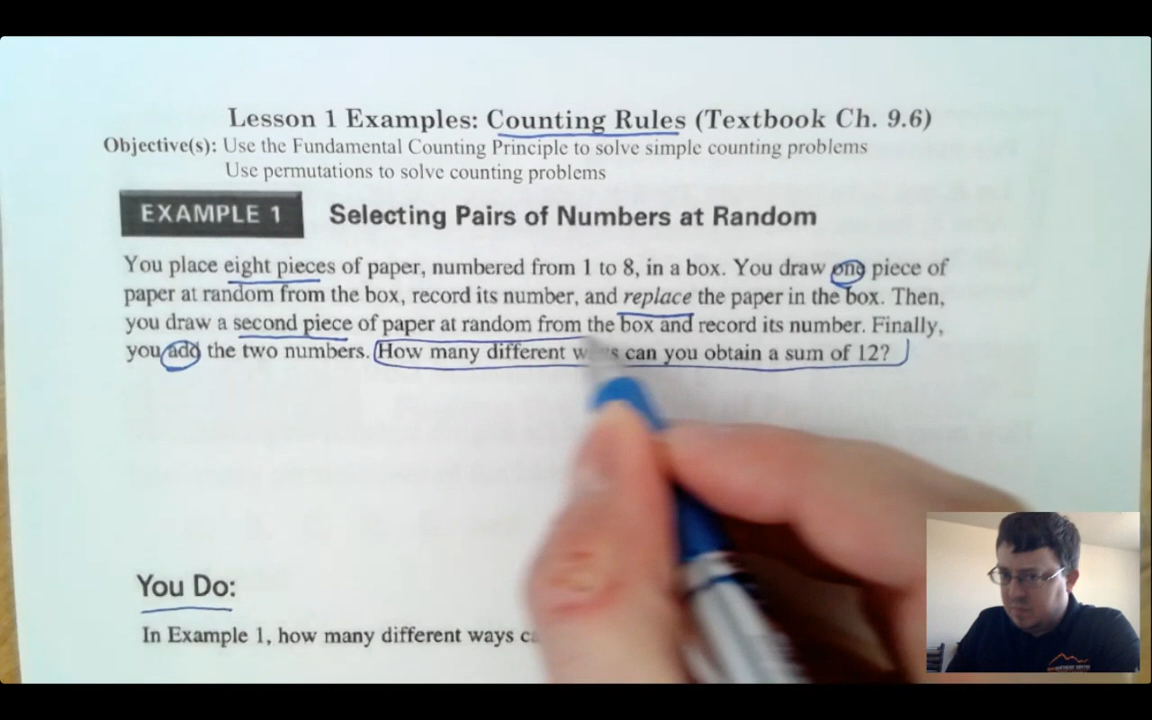 Lesson 1 Examples: Counting Rules (Textbook Ch. 9.6)
Objective(s): Use the Fundamental Counting Principle to solve simple counting problems
Use permutations to solve counting problems
EXAMPLE 1 Selecting Pairs of Numbers at Random
You place eight pieces of paper, numbered from 1 to 8, in a box. You draw one piece of
paper at random from the box, record its number, and replace the paper in the box. Then,
you draw a second piece of paper at random from the box and record its number. Finally,
you add the two numbers. How many different can you obtain a sum of 12?
You Do:
In Example 1, how many different ways